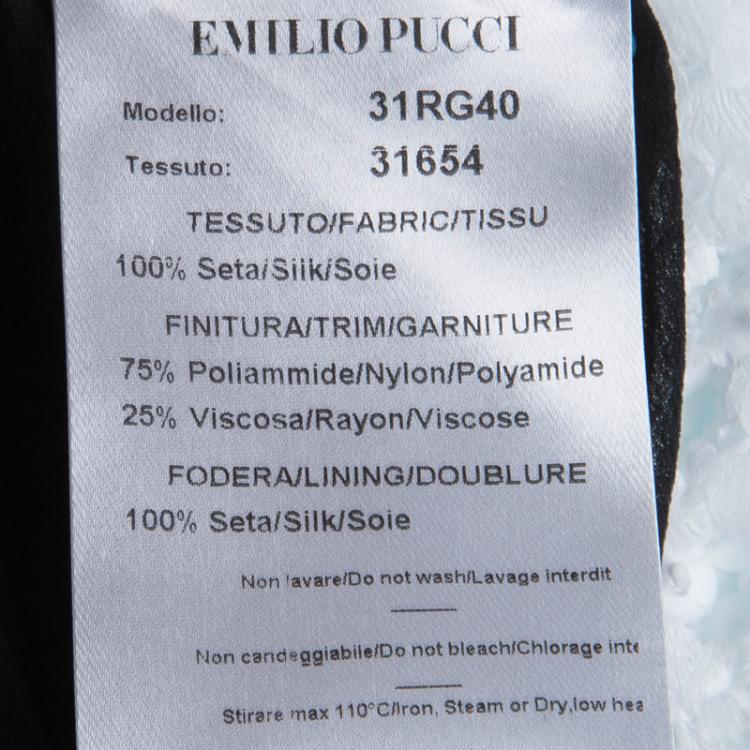 EMILIO PUCCI
Modello: 31RG40
Tessuto: 31654
TESSUTO/FABRIC/TISSU
100% Seta/Silk/Soie
FINITURA/TRIM/GARNITURE
75% Poliammide/Nylon/Polyamide
25% Viscosa/Rayon/Viscose
FODERA/LINING/DOUBLURE
100% Seta/Silk/Soie
Non lavare/Do not wash/Lavage interdit
Non candeggiabile/Do not bleach/Chlorage inte
Stirare max 110°C/Iron, Steam or Dry,low hea